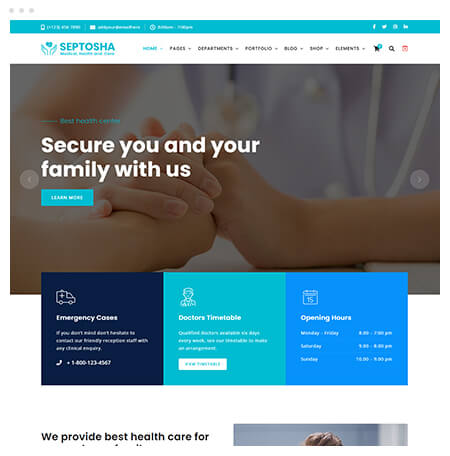 (+123) 456 7890
8:00am - 7:00pm
SEPTOSHA
Medical, Health and Care
HOME PAGES DEPARTMENTS PORTFOLIO BLOG SHOP ELEMENTS
Best health center
Secure you and your
family with us
LEARN MORE
Emergency Cases
If you don't mind don't hesitate to
contact our friendly reception staff with
any clinical enquiry.
+ 1-800-123-4567
Doctors Timetable
Qualified doctors available six days
every week, see our timetable to make
an arrangement.
VIEW TIMETABLE
Opening Hours
Monday - Friday 8.00 - 7:00 pm
Saturday 9.00 - 8.00 pm
Sunday 10.00 - 9.00 pm
We provide best health care for